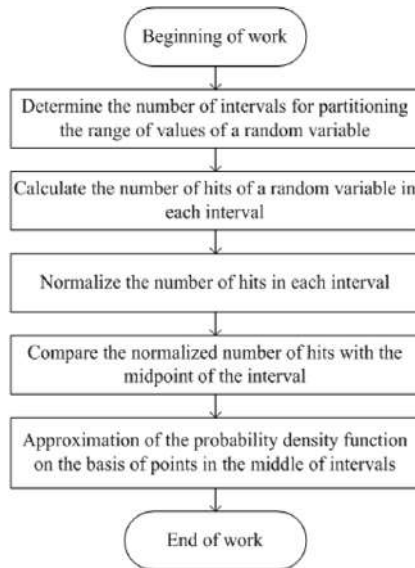 Beginning of work
Determine the number of intervals for partitioning
the range of values of a random variable
Calculate the number of hits of a random variable in
each interval
Normalize the number of hits in each interval
Compare the normalized number of hits with the
midpoint of the interval
Approximation of the probability density function
on the basis of points in the middle of intervals
End of work